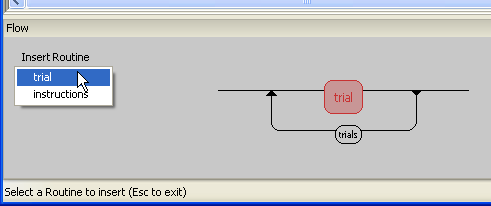 Flow
Insert Routine
trial
instructions
trial
trials
Select a Routine to insert (Esc to exit)